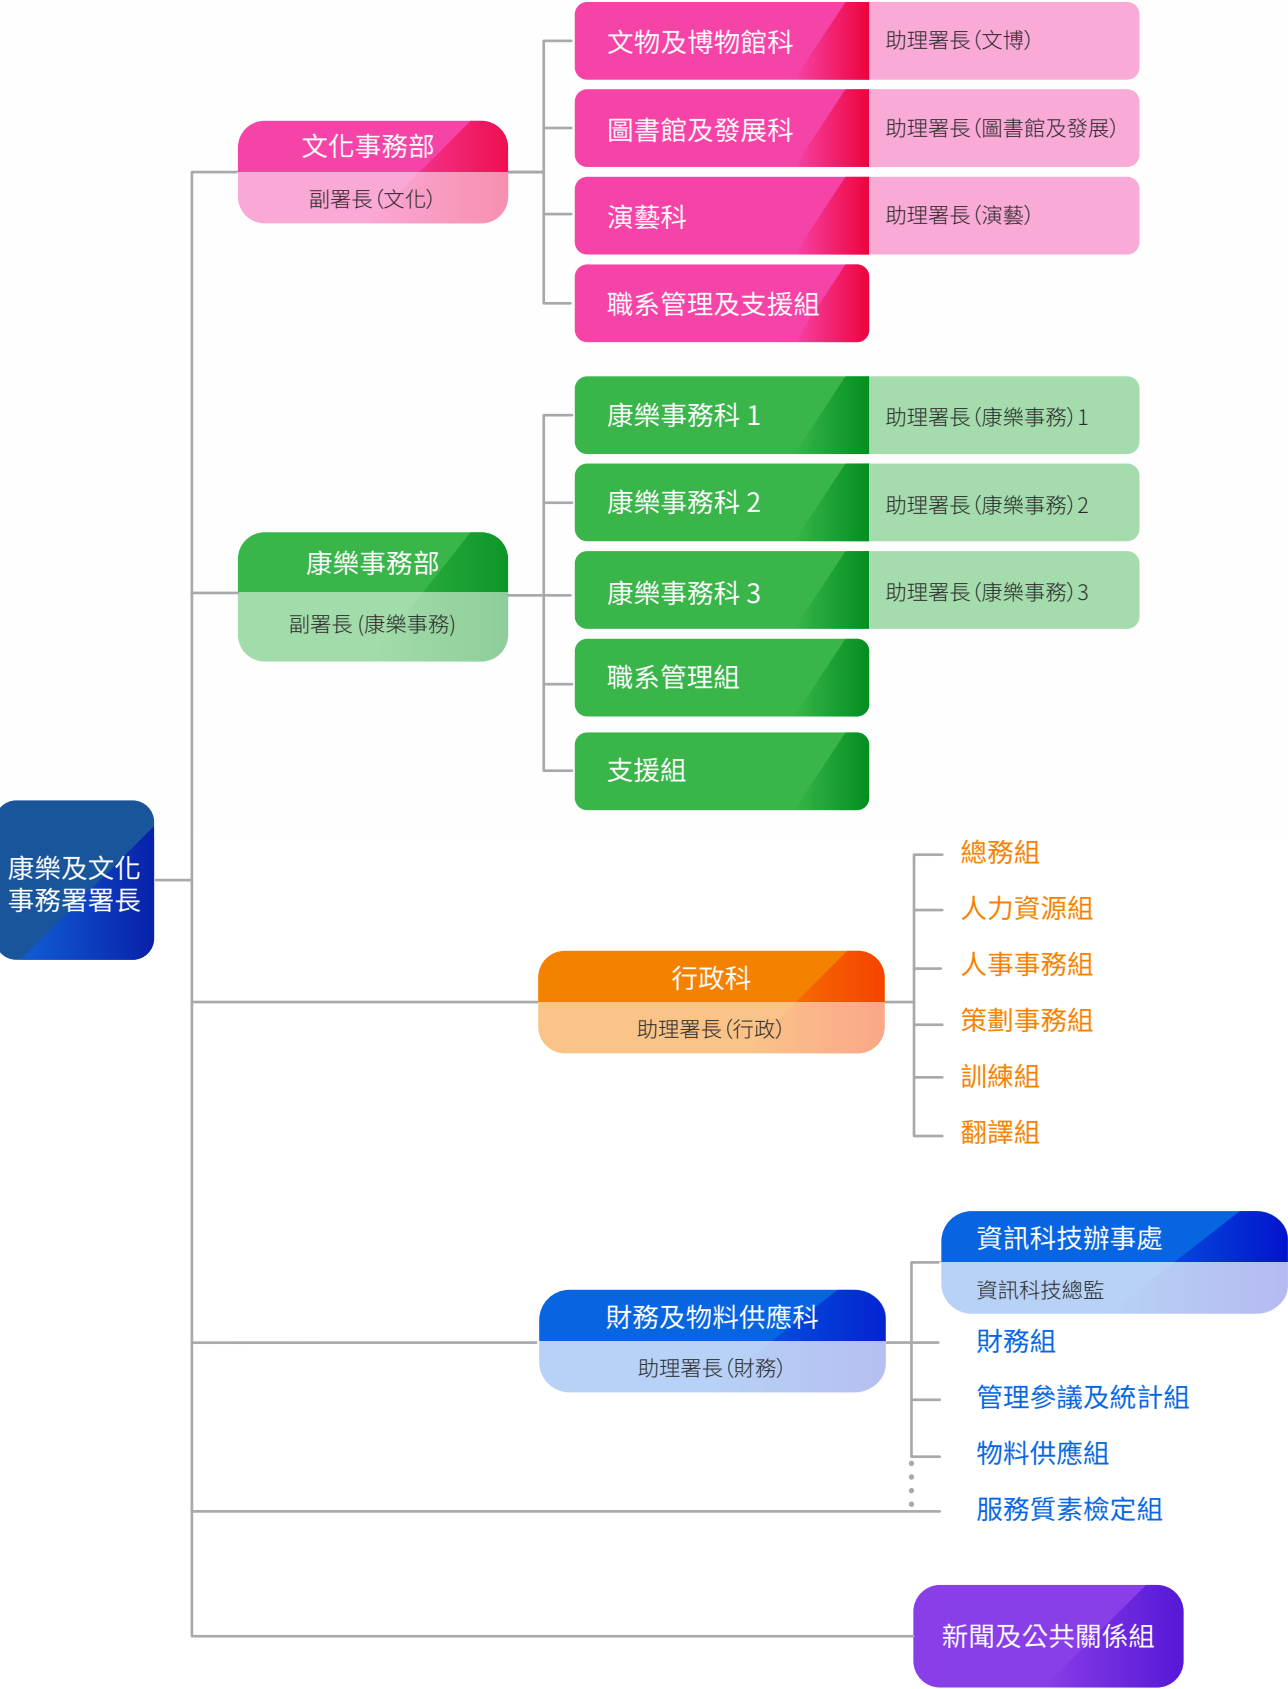 文物及博物館科
助理署長(文博)
圖書館及發展科
助理署長(圖書館及發展)
文化事務部
副署長(文化)
演藝科
助理署長(演藝)
職系管理及支援組
康樂事務科 1
助理署長(康樂事務)1
康樂事務科 2
助理署長(康樂事務)2
康樂事務部
副署長 (康樂事務)
康樂事務科 3
助理署長(康樂事務)3
職系管理組
支援組
康樂及文化
事務署署長
總務組
人力資源組
人事事務組
行政科
助理署長(行政)
策劃事務組
訓練組
翻譯組
資訊科技辦事處
資訊科技總監
財務及物料供應科
助理署長(財務)
財務組
管理參議及統計組
物料供應組
服務質素檢定組
新聞及公共關係組